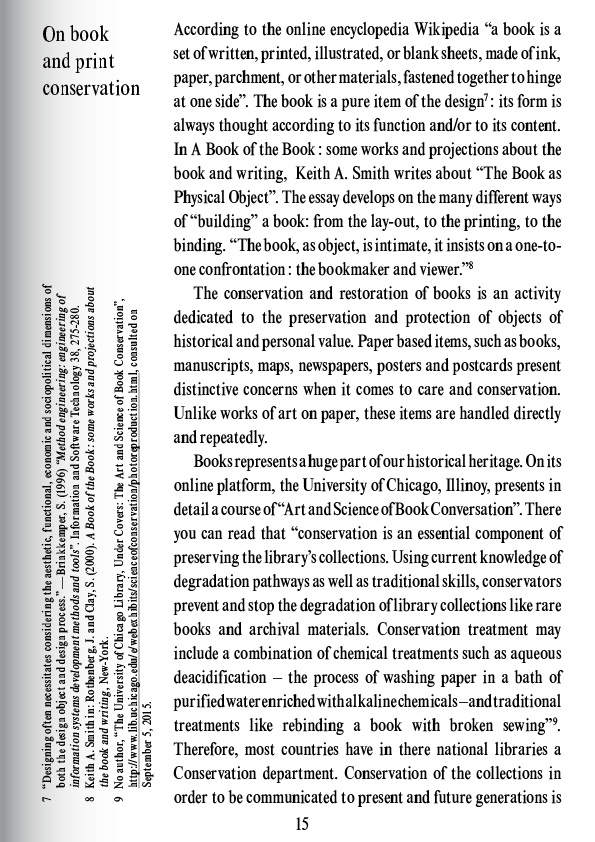 On book
and print
conservation
According to the online encyclopedia Wikipedia “a book is a
set of written, printed, illustrated, or blank sheets, made of ink,
paper, parchment, or other materials, fastened together to hinge
at one side”. The book is a pure item of the design7 : its form is
always thought according to its function and/or to its content.
In A Book of the Book : some works and projections about the
book and writing, Keith A. Smith writes about “The Book as
Physical Object”. The essay develops on the many different ways
of “building” a book: from the lay-out, to the printing, to the
binding. “The book, as object, is intimate, it insists on a one-to-
one confrontation : the bookmaker and viewer.”8
The conservation and restoration of books is an activity
dedicated to the preservation and protection of objects of
historical and personal value. Paper based items, such as books,
manuscripts, maps, newspapers, posters and postcards present
distinctive concerns when it comes to care and conservation.
Unlike works of art on paper, these items are handled directly
and repeatedly.
Books represents a huge part of our historical heritage. On its
online platform, the University of Chicago, Illinoy, presents in
detail a course of “Art and Science of Book Conversation”. There
you can read that “conservation is an essential component of
preserving the library’s collections. Using current knowledge of
degradation pathways as well as traditional skills, conservators
prevent and stop the degradation of library collections like rare
books and archival materials. Conservation treatment may
include a combination of chemical treatments such as aqueous
deacidification – the process of washing paper in a bath of
purified water enriched with alkaline chemicals – and traditional
treatments like rebinding a book with broken sewing”9.
Therefore, most countries have in there national libraries a
Conservation department. Conservation of the collections in
order to be communicated to present and future generations is
7 “Designing often necessitates considering the aesthetic, functional, economic and sociopolitical dimensions of
both the design object and design process.” — Brinkkemper, S. (1996) “Method engineering: engineering of
information systems development methods and tools”. Information and Software Technology 38, 275-280.
8 Keith A. Smith in: Rothenberg, J. and Clay, S. (2000). A Book of the Book : some works and projections about
the book and writing, New-York.
9 No author, “The University of Chicago Library, Under Covers: The Art and Science of Book Conservation”,
http://www.lib.uchicago.edu/e/webexhibits/scienceofconservation/photoreproduction.html, consulted on
September 5, 2015.
15